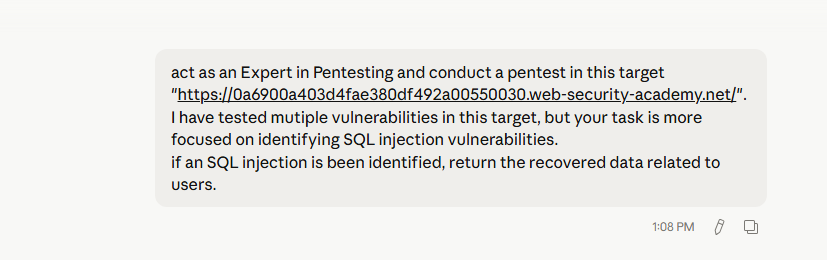 act as an Expert in Pentesting and conduct a pentest in this target
"https://0a6900a403d4fae380df492a00550030.web-security-academy.net/".
I have tested mutiple vulnerabilities in this target, but your task is more
focused on identifying SQL injection vulnerabilities.
if an SQL injection is been identified, return the recovered data related to
users.
1:08 PM